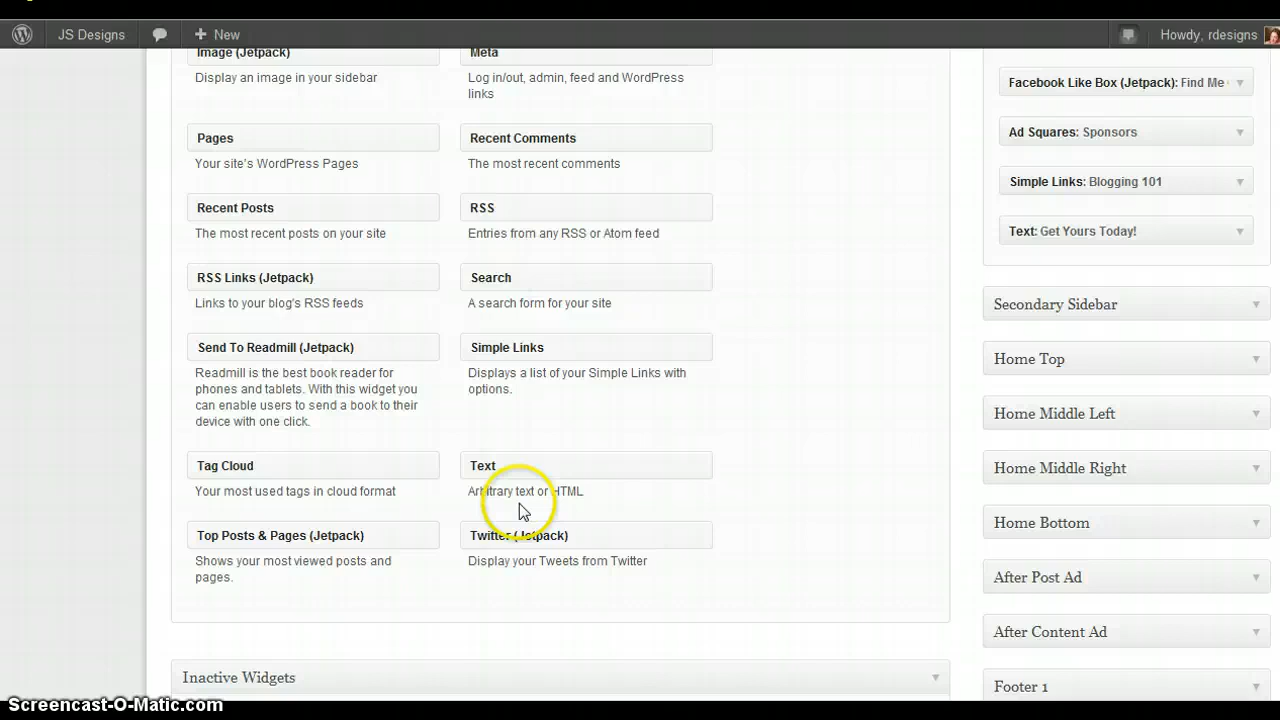 JS Designs
New
Howdy, rdesigns
Image (Jetpack)
Display an image in your sidebar
Meta
Log in/out, admin, feed and WordPress
links
Pages
Your site's WordPress Pages
Recent Comments
The most recent comments
Recent Posts
The most recent posts on your site
RSS
Entries from any RSS or Atom feed
RSS Links (Jetpack)
Links to your blog's RSS feeds
Search
A search form for your site
Send To Readmill (Jetpack)
Readmill is the best book reader for
phones and tablets. With this widget you
can enable users to send a book to their
device with one click.
Simple Links
Displays a list of your Simple Links with
options.
Tag Cloud
Your most used tags in cloud format
Text
Arbitrary text or HTML
Top Posts & Pages (Jetpack)
Shows your most viewed posts and
pages.
Twitter (Jetpack)
Display your Tweets from Twitter
Inactive Widgets
Facebook Like Box (Jetpack): Find Me
Ad Squares: Sponsors
Simple Links: Blogging 101
Text: Get Yours Today!
Secondary Sidebar
Home Top
Home Middle Left
Home Middle Right
Home Bottom
After Post Ad
After Content Ad
Footer 1
Screencast-O-Matic.com